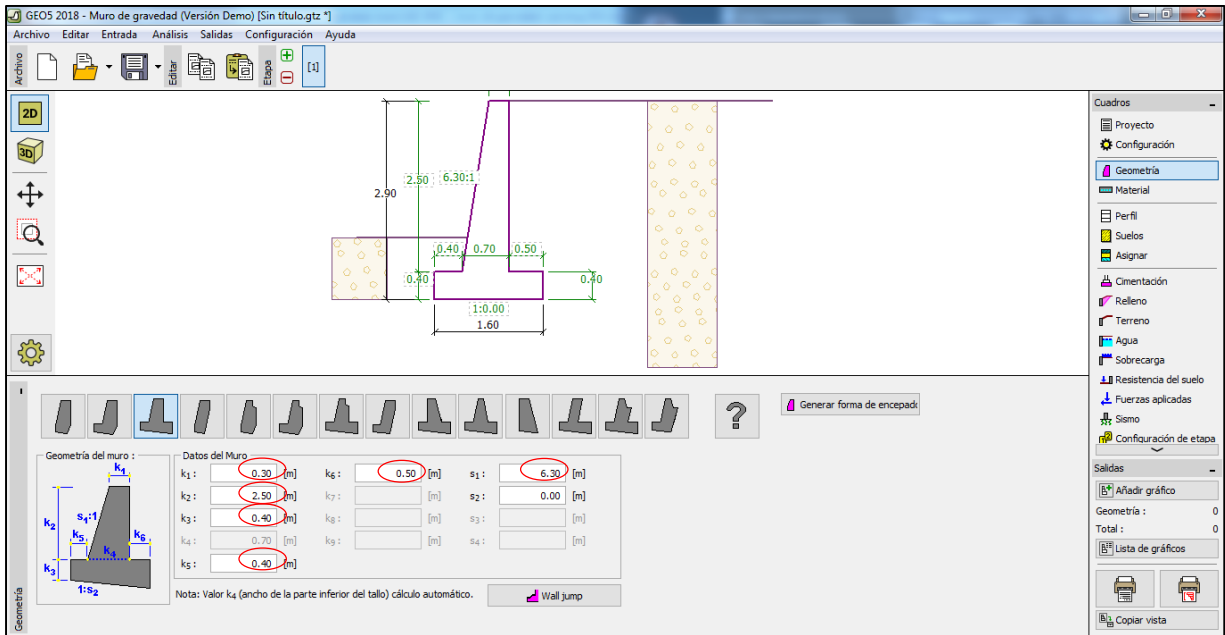 GEO5 2018 - Muro de gravedad (Versión Demo) [Sin título.gtz *]
Archivo Editar Entrada Análisis Salidas Configuración Ayuda
Archivo
Editar
Etapa
[1]
2D
3D
2.90
2.50
6.30:1
0.40
0.70
0.50
0.40
0.40
1:0.00
1.60
Cuadros
Proyecto
Configuración
Geometría
Material
Perfil
Suelos
Asignar
Cimentación
Relleno
Terreno
Agua
Sobrecarga
Resistencia del suelo
Fuerzas aplicadas
Sismo
Configuración de etapa
Salidas
Añadir gráfico
Geometría : 0
Total : 0
Lista de gráficos
Copiar vista
Geometría
?
Generar forma de encepado
Geometría del muro :
k1
k2
s1:1
k5
k6
k4
k3
1:s2
Datos del Muro
k1 : 0.30 [m] k6 : 0.50 [m] s1 : 6.30 [m]
k2 : 2.50 [m] k7 : [m] s2 : 0.00 [m]
k3 : 0.40 [m] k8 : [m] s3 : [m]
k4 : 0.70 [m] k9 : [m] s4 : [m]
k5 : 0.40 [m]
Nota: Valor k4 (ancho de la parte inferior del tallo) cálculo automático.
Wall jump